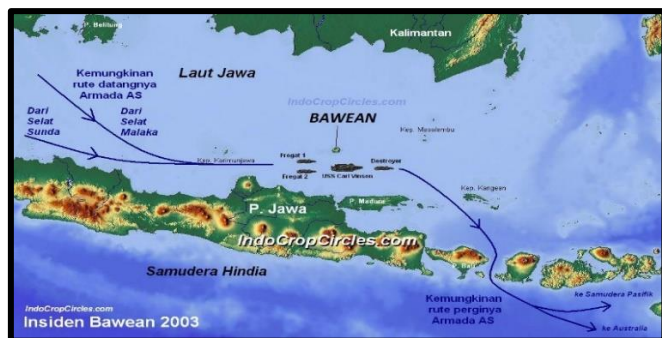 P. Belitung
Kalimantan
Laut Jawa
Kemungkinan
rute datangnya
Armada AS
IndoCropCircles.com
BAWEAN
Dari
Selat
Sunda
Dari
Selat
Malaka
Kep. Masalembu
Kep. Karimunjawa
Fregat 1
Fregat 2
USS Carl Vinson
Destroyer
P. Jawa
P. Madura
Kep. Kangean
IndoCropCircles.com
Samudera Hindia
Kemungkinan
rute perginya
Armada AS
ke Samudera Pasifik
ke Australia
IndoCropCircles.com
Insiden Bawean 2003